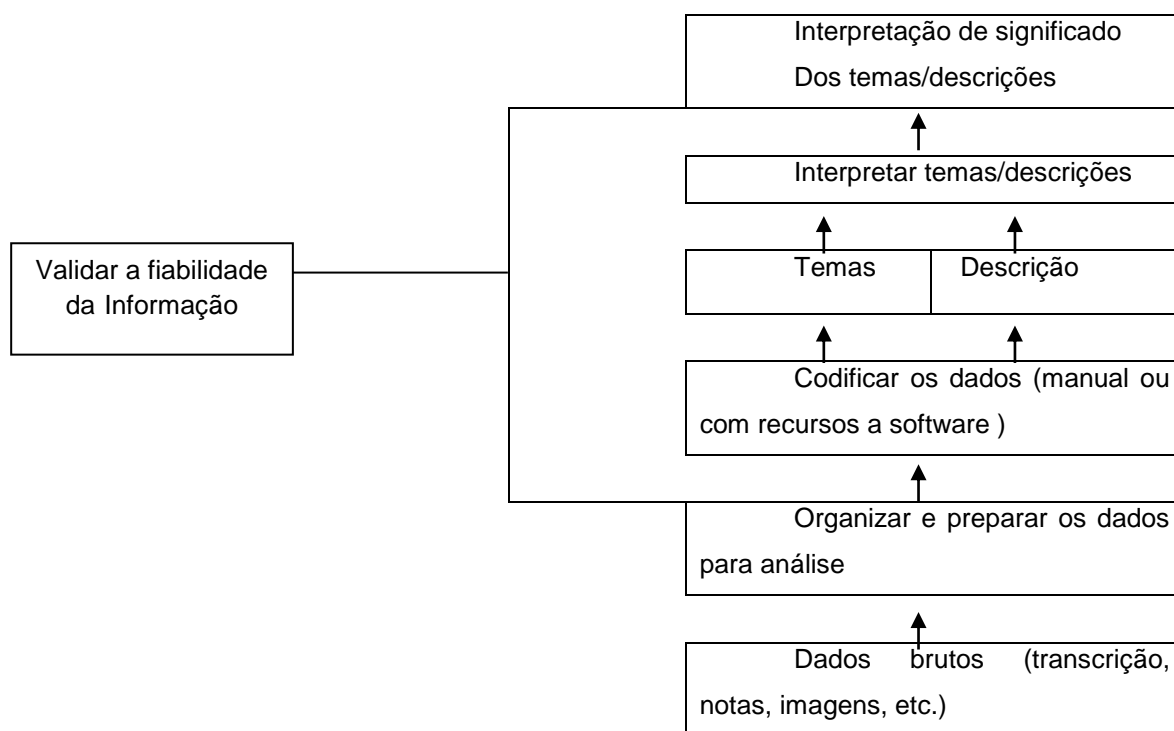 Interpretação de significado
Dos temas/descrições
Interpretar temas/descrições
Validar a fiabilidade
da Informação
Temas
Descrição
Codificar os dados (manual ou
com recursos a software )
Organizar e preparar os dados
para análise
Dados brutos (transcrição,
notas, imagens, etc.)